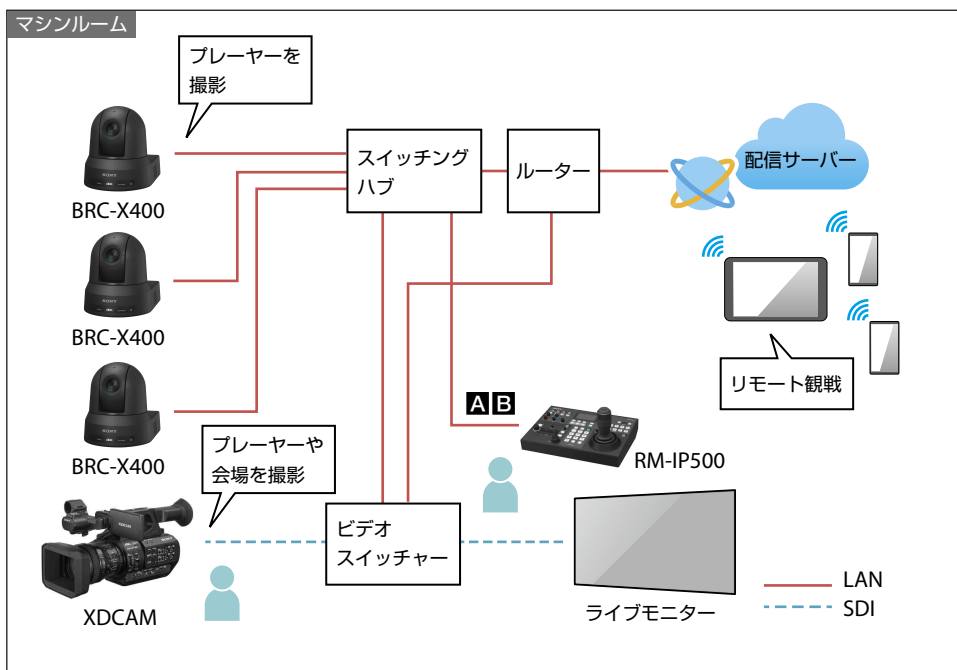 マシンルーム
プレーヤーを
撮影
SONY
BRC-X400
スイッチング
ハブ
ルーター
配信サーバー
SONY
BRC-X400
リモート観戦
SONY
BRC-X400
プレーヤーや
会場を撮影
A B
RM-IP500
XDCAM
XDCAM
ビデオ
スイッチャー
ライブモニター
LAN
SDI